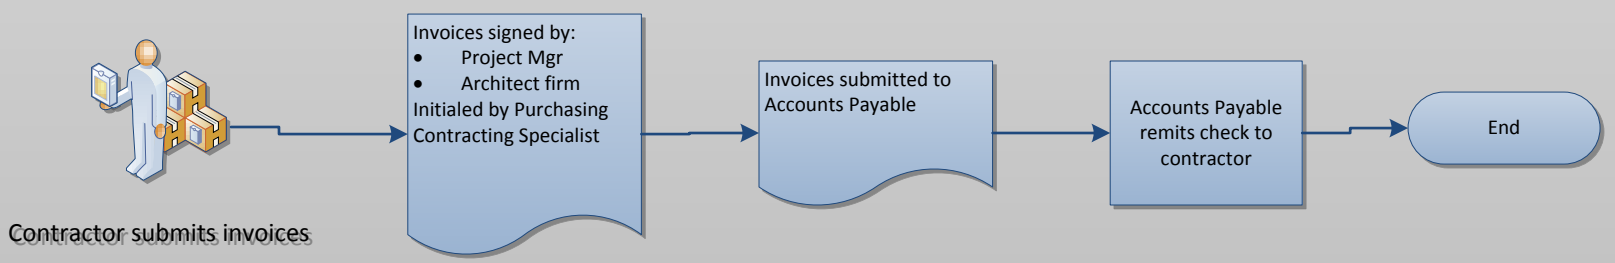 Contractor submits invoices
Invoices signed by:
• Project Mgr
• Architect firm
Initialed by Purchasing
Contracting Specialist
Invoices submitted to
Accounts Payable
Accounts Payable
remits check to
contractor
End